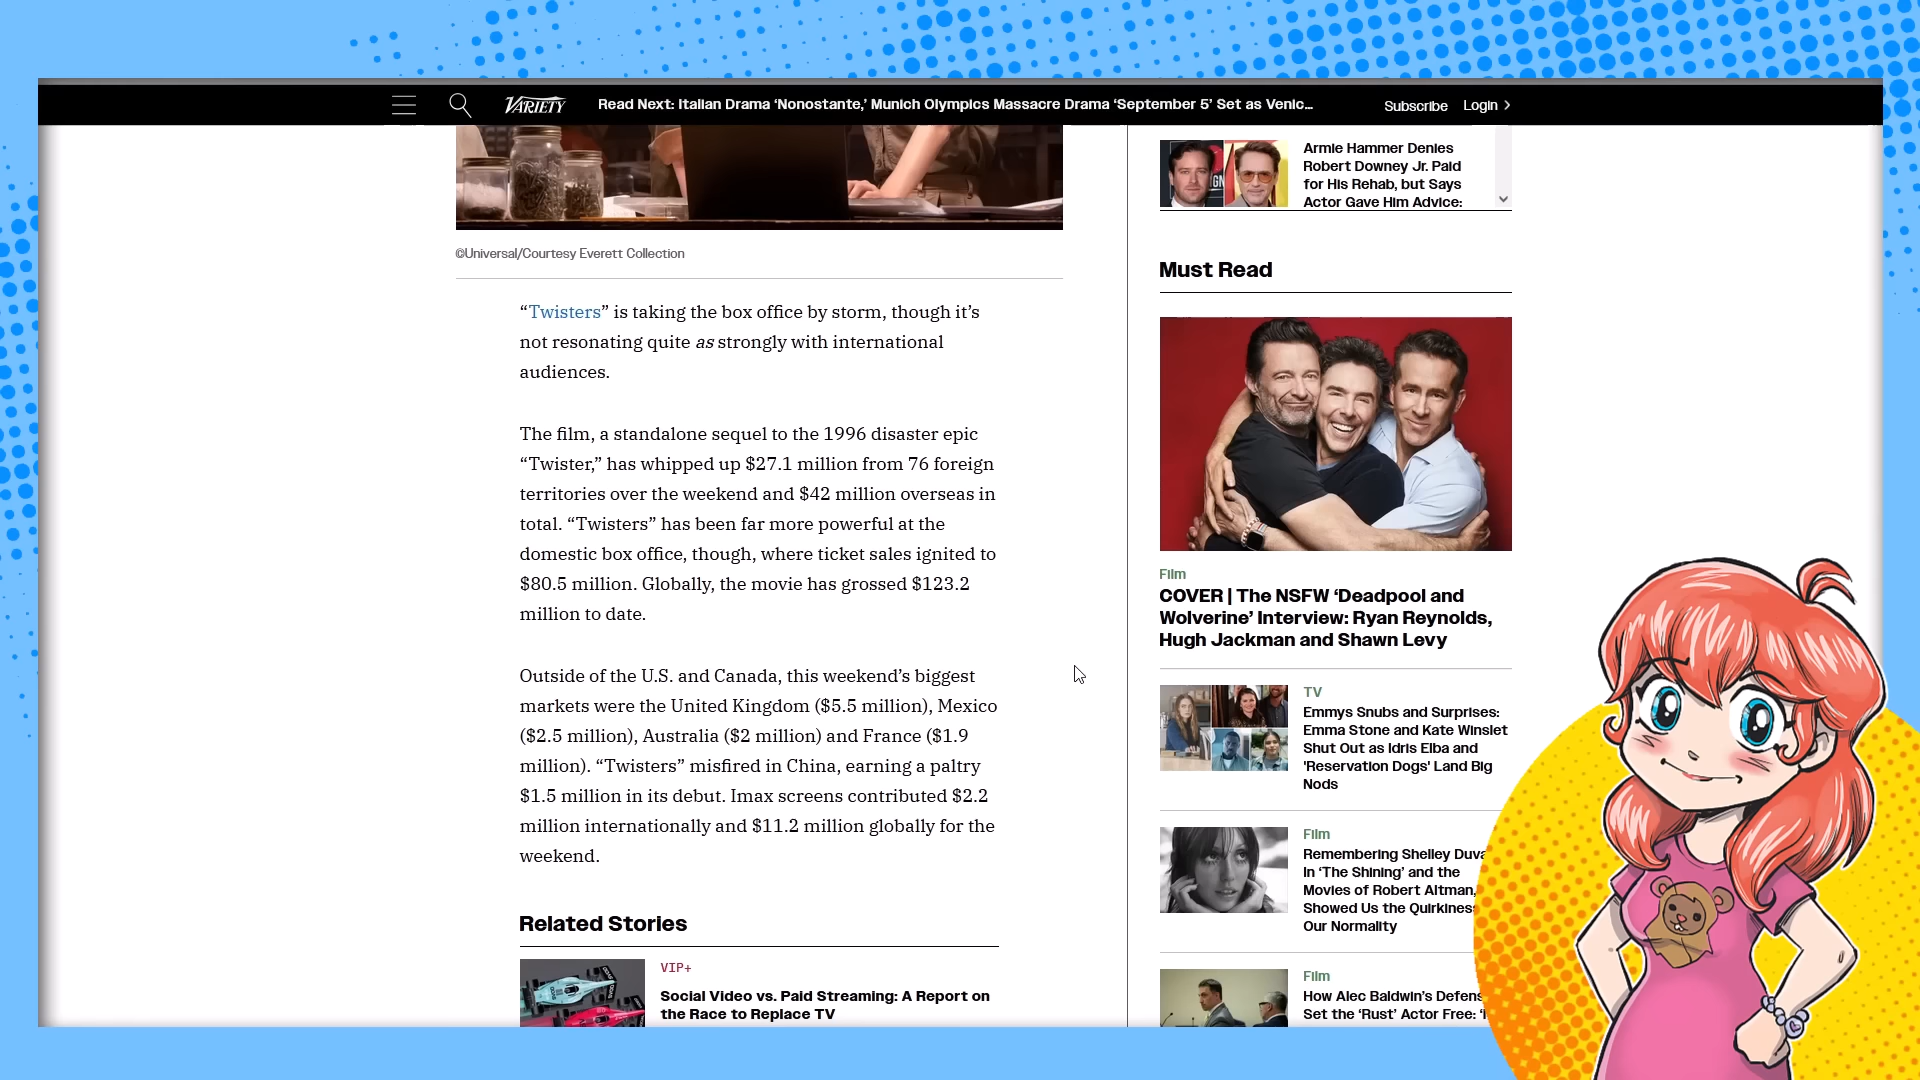 VARIETY
Read Next: Italian Drama ‘Nonostante,’ Munich Olympics Massacre Drama ‘September 5’ Set as Venic...
Subscribe
Login
©Universal/Courtesy Everett Collection
“Twisters” is taking the box office by storm, though it’s
not resonating quite as strongly with international
audiences.
The film, a standalone sequel to the 1996 disaster epic
“Twister,” has whipped up $27.1 million from 76 foreign
territories over the weekend and $42 million overseas in
total. “Twisters” has been far more powerful at the
domestic box office, though, where ticket sales ignited to
$80.5 million. Globally, the movie has grossed $123.2
million to date.
Outside of the U.S. and Canada, this weekend’s biggest
markets were the United Kingdom ($5.5 million), Mexico
($2.5 million), Australia ($2 million) and France ($1.9
million). “Twisters” misfired in China, earning a paltry
$1.5 million in its debut. Imax screens contributed $2.2
million internationally and $11.2 million globally for the
weekend.
Related Stories
VIP+
Social Video vs. Paid Streaming: A Report on
the Race to Replace TV
Armie Hammer Denies
Robert Downey Jr. Paid
for His Rehab, but Says
Actor Gave Him Advice:
Must Read
Film
COVER | The NSFW ‘Deadpool and
Wolverine’ Interview: Ryan Reynolds,
Hugh Jackman and Shawn Levy
TV
Emmys Snubs and Surprises:
Emma Stone and Kate Winslet
Shut Out as Idris Elba and
'Reservation Dogs' Land Big
Nods
Film
Remembering Shelley Duva
In ‘The Shining’ and the
Movies of Robert Altman,
Showed Us the Quirkiness
Our Normality
Film
How Alec Baldwin’s Defens
Set the ‘Rust’ Actor Free: